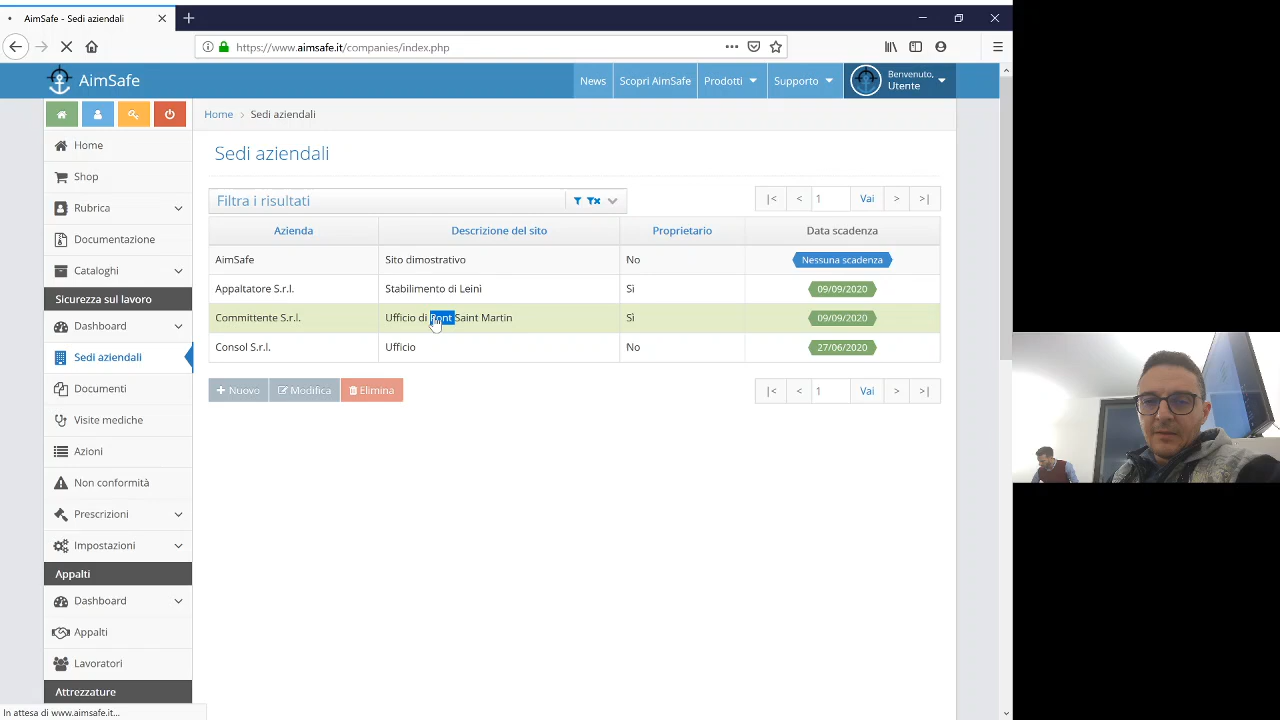 AimSafe - Sedi aziendali
https://www.aimsafe.it/companies/index.php
AimSafe
News
Scopri AimSafe
Prodotti
Supporto
Benvenuto,
Utente
Home > Sedi aziendali
Home
Shop
Rubrica
Documentazione
Cataloghi
Sicurezza sul lavoro
Dashboard
Sedi aziendali
Documenti
Visite mediche
Azioni
Non conformità
Prescrizioni
Impostazioni
Appalti
Dashboard
Appalti
Lavoratori
Attrezzature
Sedi aziendali
Filtra i risultati
|< < 1 Vai > >|
Azienda Descrizione del sito Proprietario Data scadenza
AimSafe Sito dimostrativo No Nessuna scadenza
Appaltatore S.r.l. Stabilimento di Leinì Sì 09/09/2020
Committente S.r.l. Ufficio di Pont Saint Martin Sì 09/09/2020
Consol S.r.l. Ufficio No 27/06/2020
+ Nuovo Modifica Elimina
|< < 1 Vai > >|
In attesa di www.aimsafe.it...